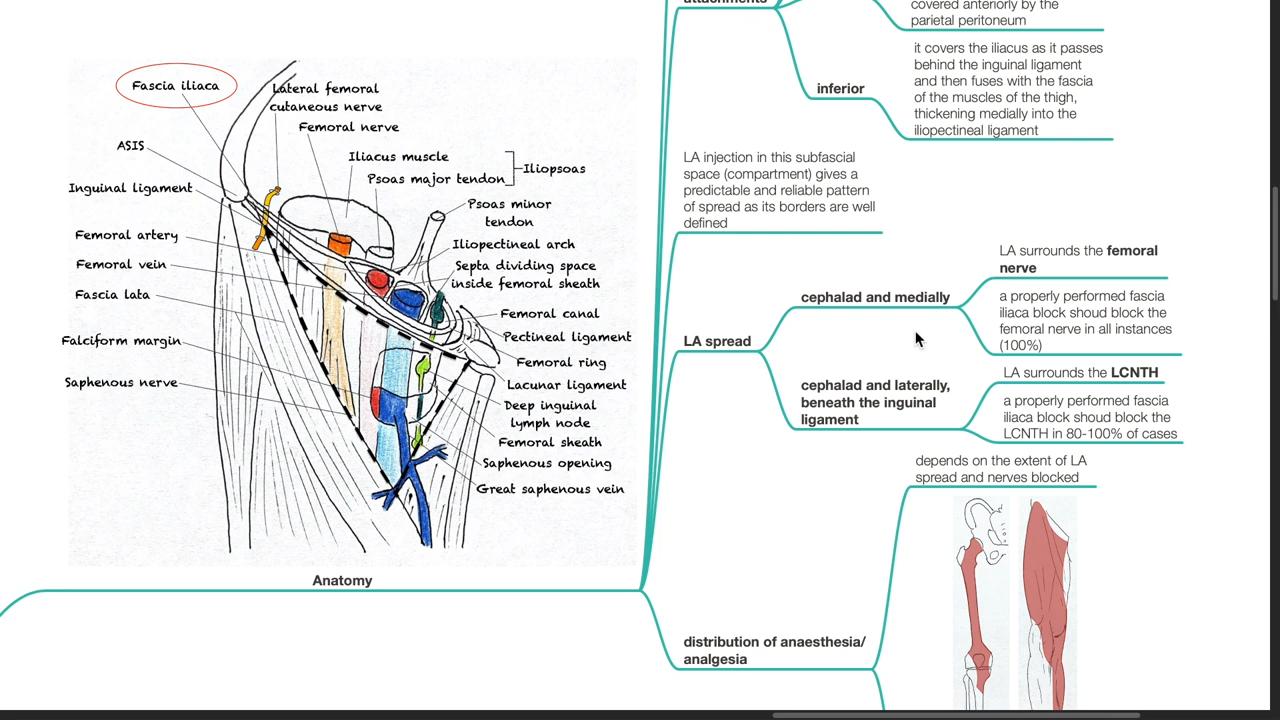 Fascia iliaca
Lateral femoral
cutaneous nerve
Femoral nerve
ASIS
Iliacus muscle
Psoas major tendon
Iliopsoas
Inguinal ligament
Psoas minor
tendon
Femoral artery
Iliopectineal arch
Femoral vein
Septa dividing space
inside femoral sheath
Fascia lata
Femoral canal
Falciform margin
Pectineal ligament
Femoral ring
Saphenous nerve
Lacunar ligament
Deep inguinal
lymph node
Femoral sheath
Saphenous opening
Great saphenous vein
Anatomy
attachments
covered anteriorly by the
parietal peritoneum
inferior
it covers the iliacus as it passes
behind the inguinal ligament
and then fuses with the fascia
of the muscles of the thigh,
thickening medially into the
iliopectineal ligament
LA injection in this subfascial
space (compartment) gives a
predictable and reliable pattern
of spread as its borders are well
defined
LA spread
cephalad and medially
LA surrounds the femoral
nerve
a properly performed fascia
iliaca block shoud block the
femoral nerve in all instances
(100%)
cephalad and laterally,
beneath the inguinal
ligament
LA surrounds the LCNTH
a properly performed fascia
iliaca block shoud block the
LCNTH in 80-100% of cases
distribution of anaesthesia/
analgesia
depends on the extent of LA
spread and nerves blocked